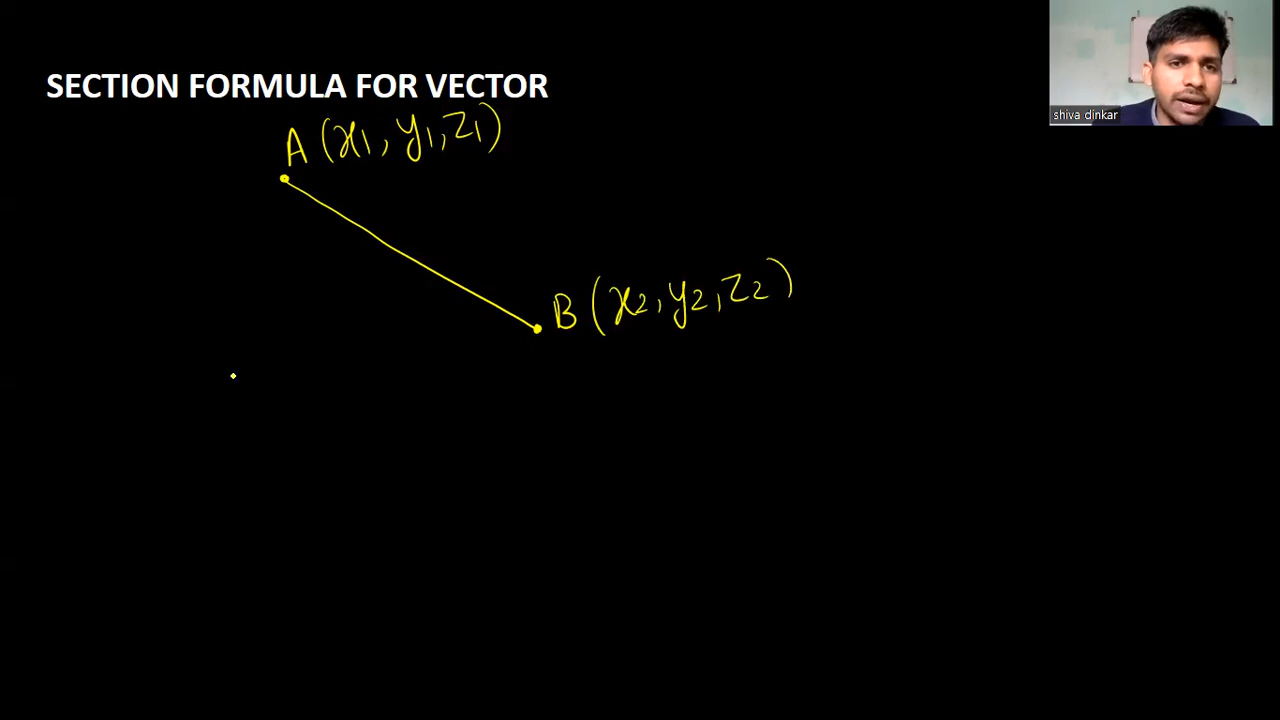 SECTION FORMULA FOR VECTOR
shiva dinkar
A (x1, y1, z1)
B (x2, y2, z2)